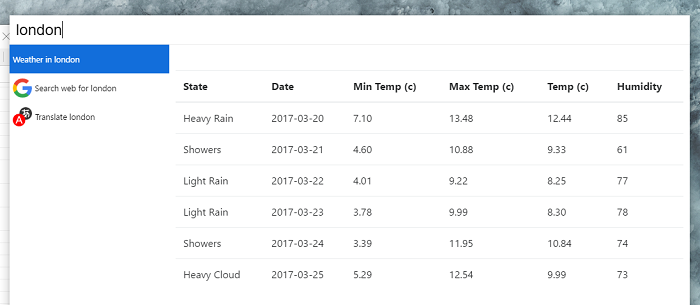 london
Weather in london
Search web for london
Translate london
State Date Min Temp (c) Max Temp (c) Temp (c) Humidity
Heavy Rain 2017-03-20 7.10 13.48 12.44 85
Showers 2017-03-21 4.60 10.88 9.33 61
Light Rain 2017-03-22 4.01 9.22 8.25 77
Light Rain 2017-03-23 3.78 9.99 8.30 78
Showers 2017-03-24 3.39 11.95 10.84 74
Heavy Cloud 2017-03-25 5.29 12.54 9.99 73